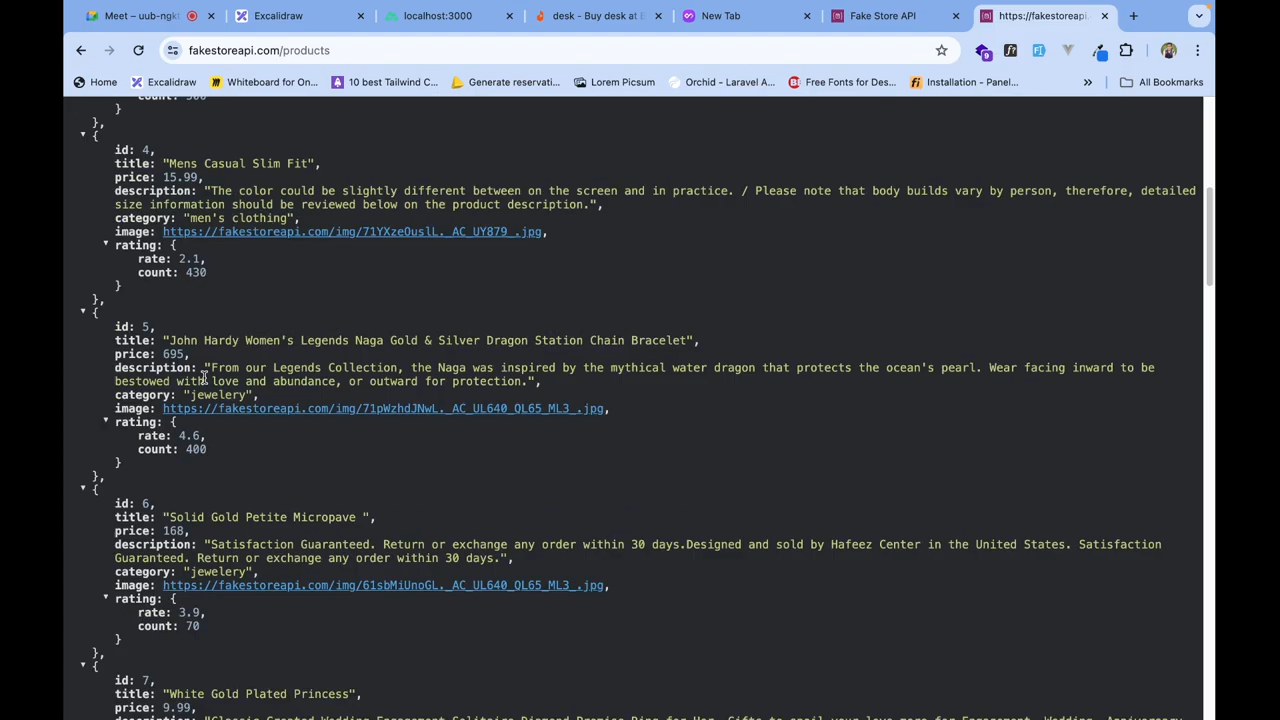 Meet – uub-ngkt
Excalidraw
localhost:3000
desk - Buy desk at B
New Tab
Fake Store API
https://fakestoreapi.
fakestoreapi.com/products
9
Home
Excalidraw
Whiteboard for On...
10 best Tailwind C...
Generate reservati...
Lorem Picsum
Orchid - Laravel A...
Free Fonts for Des...
Installation - Panel...
»
All Bookmarks
}
},
{
id: 4,
title: "Mens Casual Slim Fit",
price: 15.99,
description: "The color could be slightly different between on the screen and in practice. / Please note that body builds vary by person, therefore, detailed
size information should be reviewed below on the product description.",
category: "men's clothing",
image: https://fakestoreapi.com/img/71YXzeOuslL._AC_UY879_.jpg,
rating: {
rate: 2.1,
count: 430
}
},
{
id: 5,
title: "John Hardy Women's Legends Naga Gold & Silver Dragon Station Chain Bracelet",
price: 695,
description: "From our Legends Collection, the Naga was inspired by the mythical water dragon that protects the ocean's pearl. Wear facing inward to be
bestowed with love and abundance, or outward for protection.",
category: "jewelery",
image: https://fakestoreapi.com/img/71pWzhdJNwL._AC_UL640_QL65_ML3_.jpg,
rating: {
rate: 4.6,
count: 400
}
},
{
id: 6,
title: "Solid Gold Petite Micropave ",
price: 168,
description: "Satisfaction Guaranteed. Return or exchange any order within 30 days.Designed and sold by Hafeez Center in the United States. Satisfaction
Guaranteed. Return or exchange any order within 30 days.",
category: "jewelery",
image: https://fakestoreapi.com/img/61sbMiUnoGL._AC_UL640_QL65_ML3_.jpg,
rating: {
rate: 3.9,
count: 70
}
},
{
id: 7,
title: "White Gold Plated Princess",
price: 9.99,